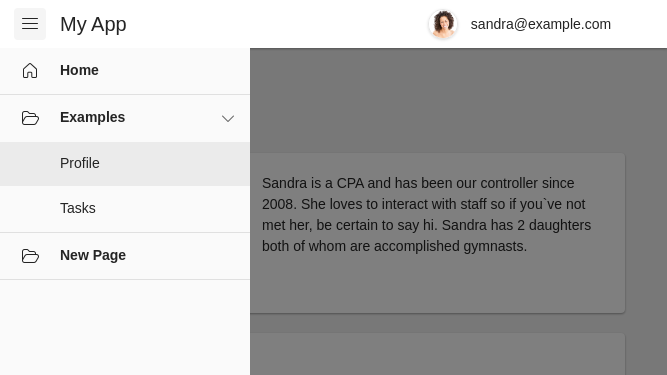 My App
sandra@example.com
Home
Examples
Profile
Tasks
New Page
Sandra is a CPA and has been our controller since
2008. She loves to interact with staff so if you`ve not
met her, be certain to say hi. Sandra has 2 daughters
both of whom are accomplished gymnasts.